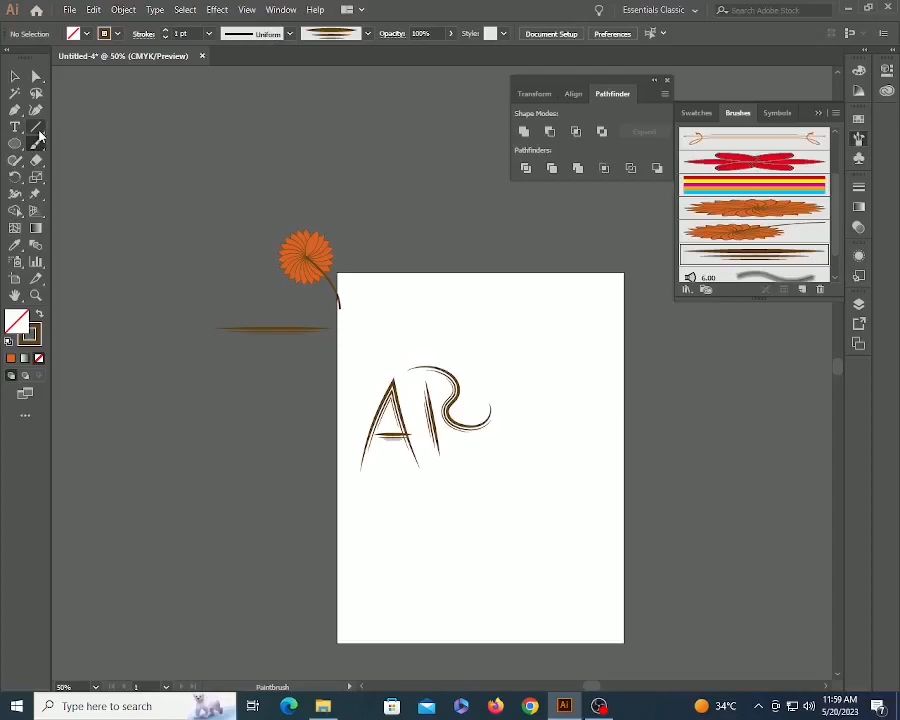 Ai File Edit Object Type Select Effect View Window Help Essentials Classic Search Adobe Stock
No Selection Stroke: 1 pt Uniform Opacity: 100% Style: Document Setup Preferences
Untitled-4* @ 50% (CMYK/Preview)
Transform Align Pathfinder
Shape Modes:
Expand
Pathfinders:
Swatches Brushes Symbols
6.00
AR
50% 1 Paintbrush
Type here to search
Ai
34°C
11:59 AM
5/20/2023
7